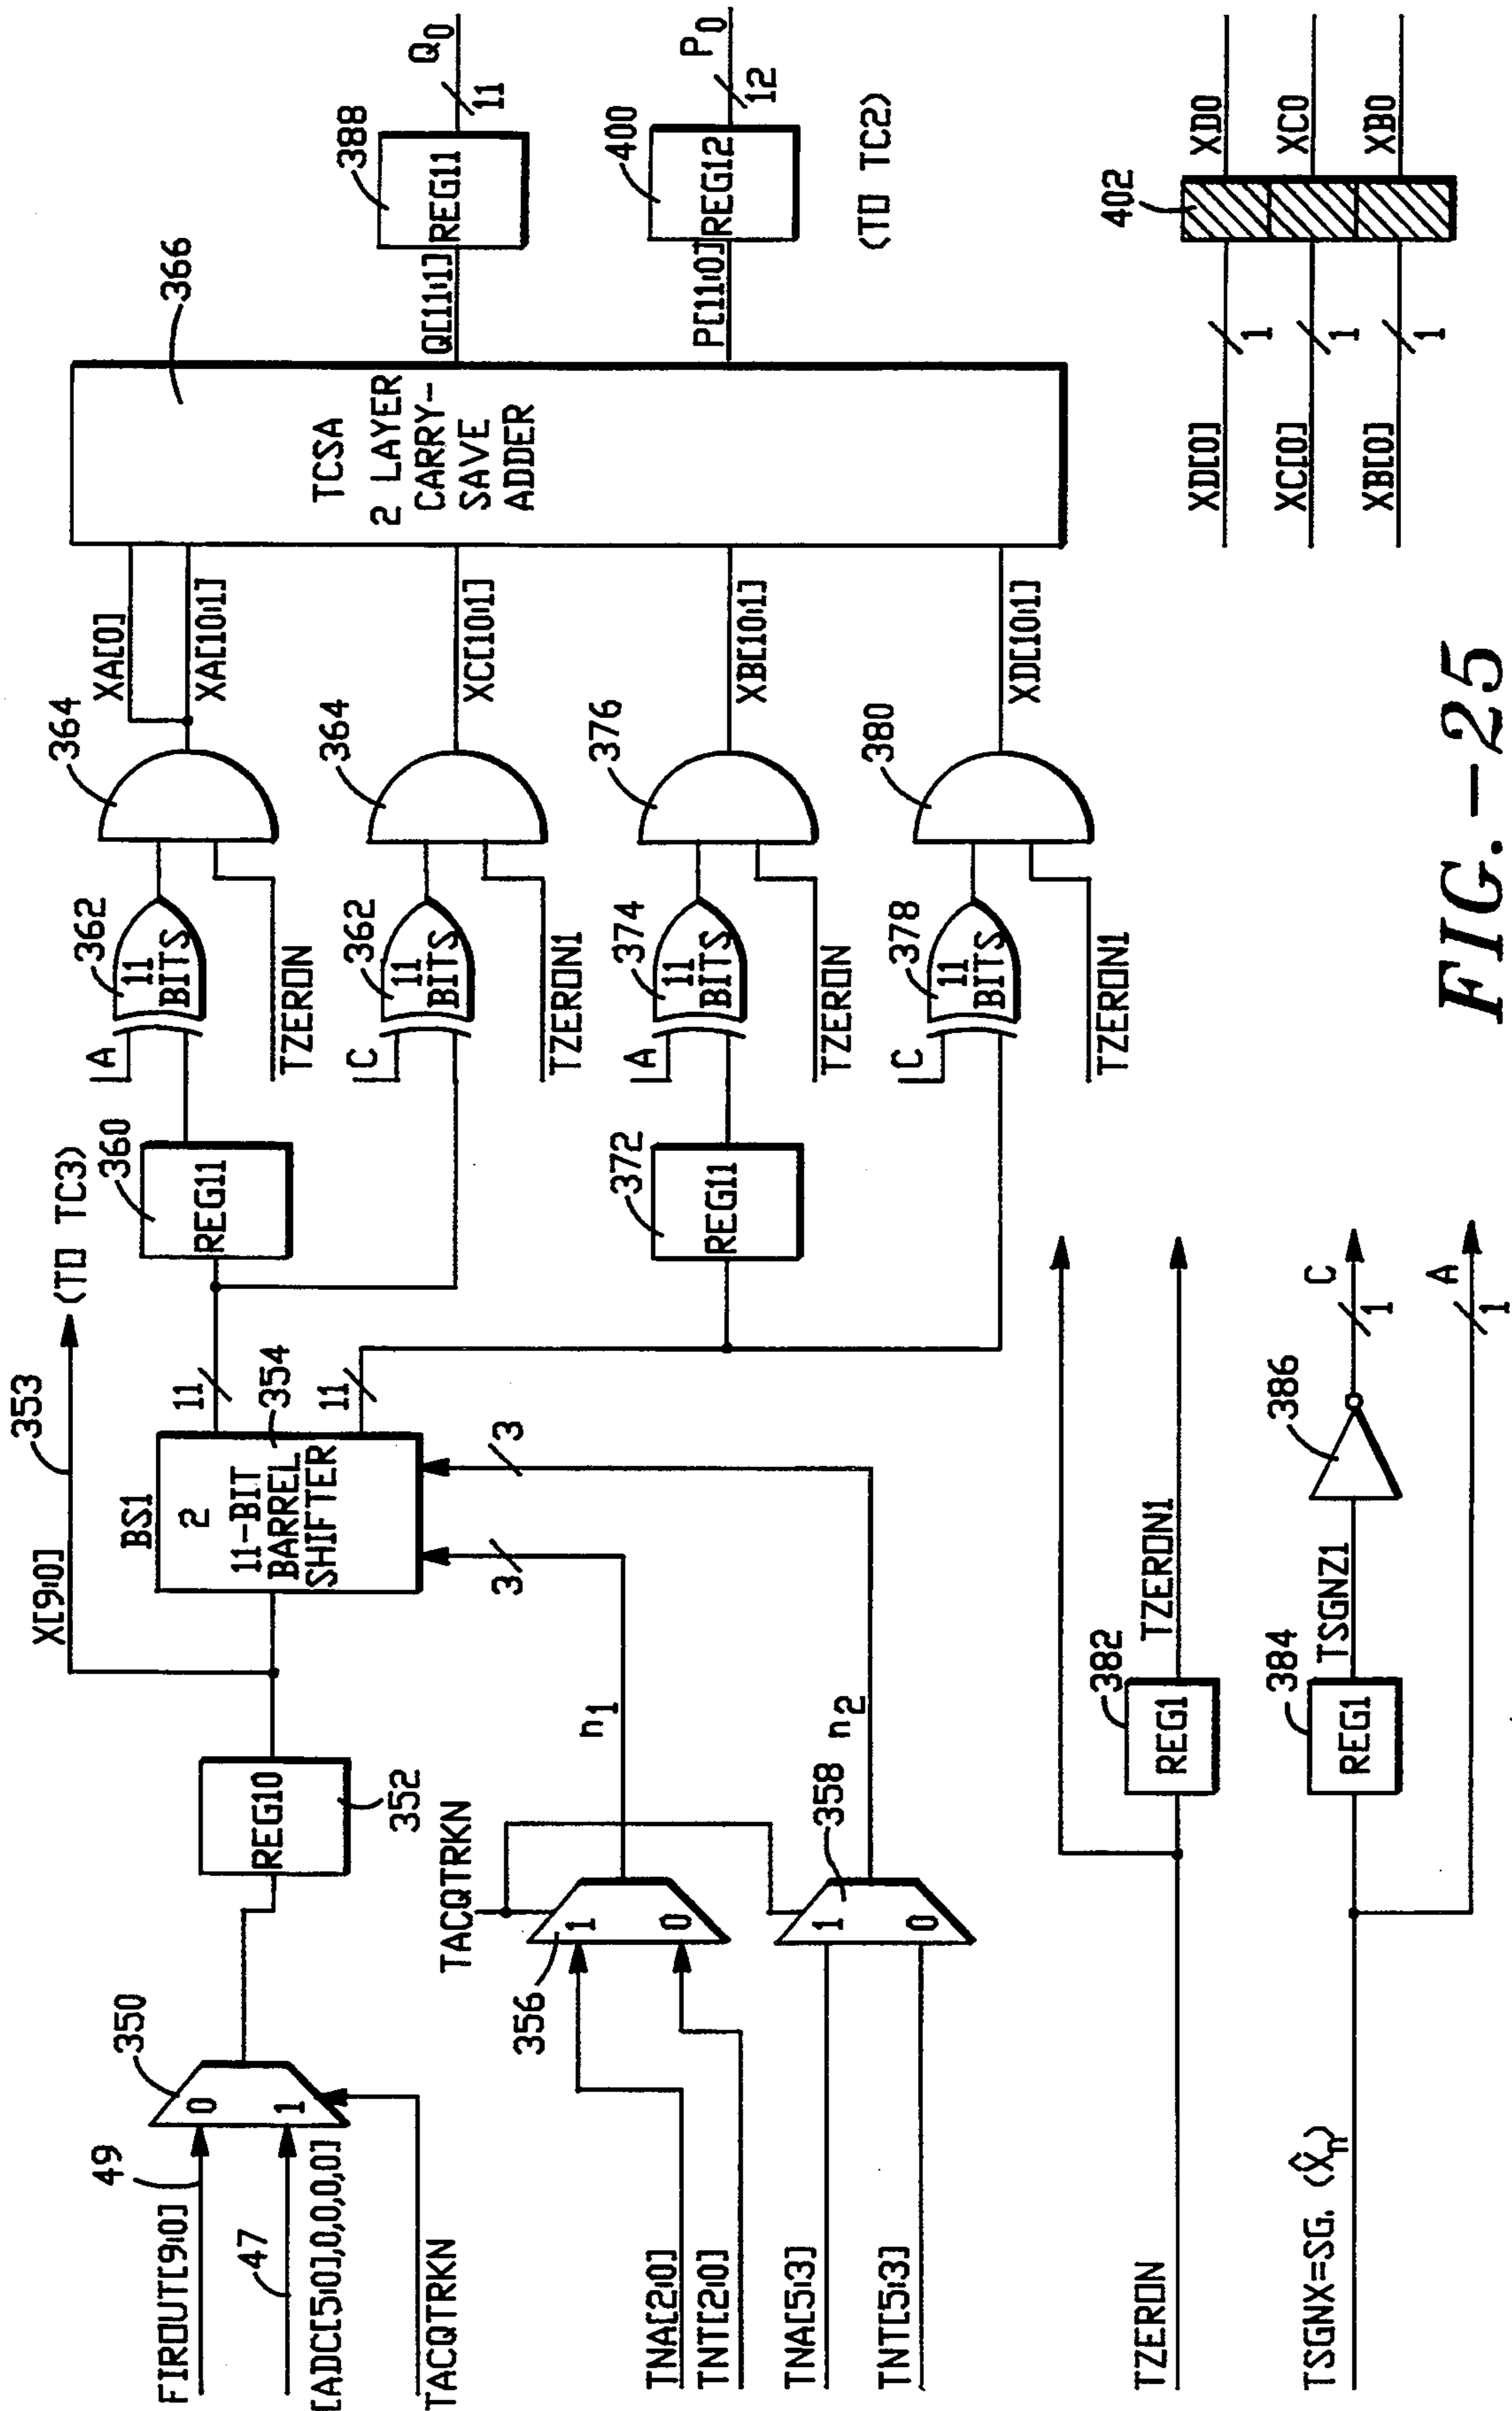 FIROUT[9:0]
49
47
[ADC[5:0],0,0,0,0]
TACQTRKN
0
1
350
REG10
352
X[9:0]
353
(TO TC3)
BS1
2
11-BIT
BARREL
SHIFTER
354
11
11
3
3
TACQTRKN
TNA[2:0]
TNT[2:0]
356
1
0
n1
TNA[5:3]
TNT[5:3]
358
1
0
n2
360
REG11
372
REG11
A
362
11
BITS
TZERON
364
C
362
11
BITS
TZERON1
364
A
374
11
BITS
TZERON
376
C
378
11
BITS
TZERON1
380
XA[0]
XA[10:1]
XC[10:1]
XB[10:1]
XD[10:1]
TCSA
2 LAYER
CARRY-
SAVE
ADDER
366
Q[11:1]
388
REG11
11
Q0
P[11:0]
400
REG12
12
P0
(TO TC2)
TZERON
382
REG1
TZERON1
TSGNX=SG. (X̂n)
384
REG1
TSGNZ1
386
C
1
A
1
402
XD[0]
1
XD0
XC[0]
1
XC0
XB[0]
1
XB0
FIG.-25